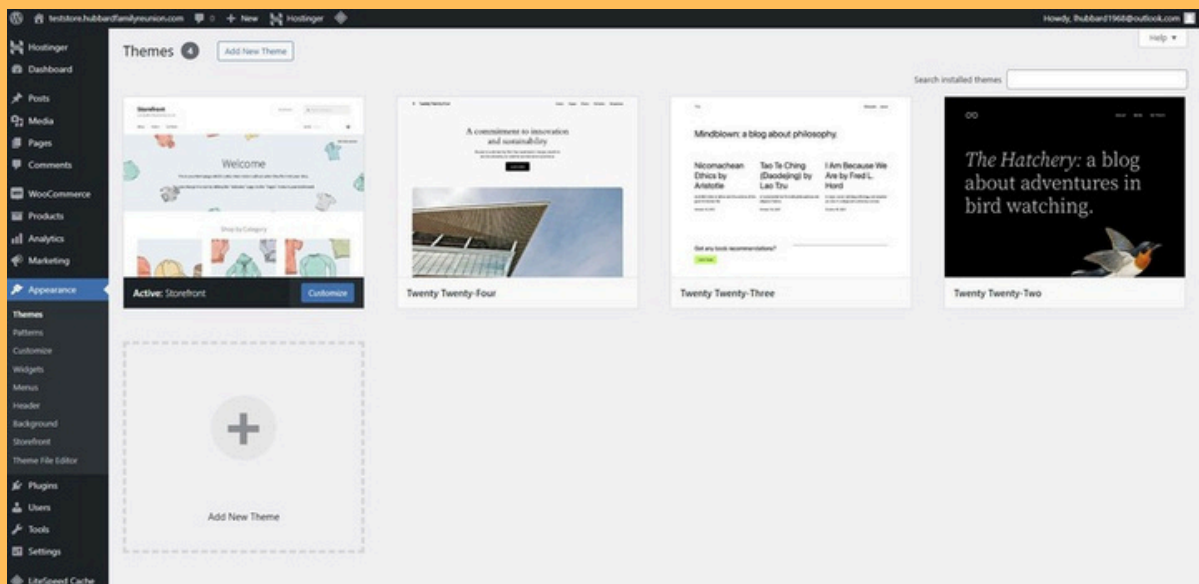 teststore.hubbardfamilyreunion.com 0 + New Hostinger
Howdy, lhubbard1968@outlook.com
Help
Hostinger
Dashboard
Posts
Media
Pages
Comments
WooCommerce
Products
Analytics
Marketing
Appearance
Themes
Patterns
Customize
Widgets
Menus
Header
Background
Storefront
Theme File Editor
Plugins
Users
Tools
Settings
LiteSpeed Cache
Themes 4 Add New Theme
Search installed themes
Storefront
Welcome
Shop by Category
Active: Storefront Customize
Twenty Twenty-Four
A commitment to innovation
and sustainability
Twenty Twenty-Four
Mindblown: a blog about philosophy.
Nicomachean
Ethics by
Aristotle
Tao Te Ching
(Daodejing) by
Lao Tzu
I Am Because We
Are by Fred L.
Hord
Got any book recommendations?
Twenty Twenty-Three
The Hatchery: a blog
about adventures in
bird watching.
Twenty Twenty-Two
Add New Theme